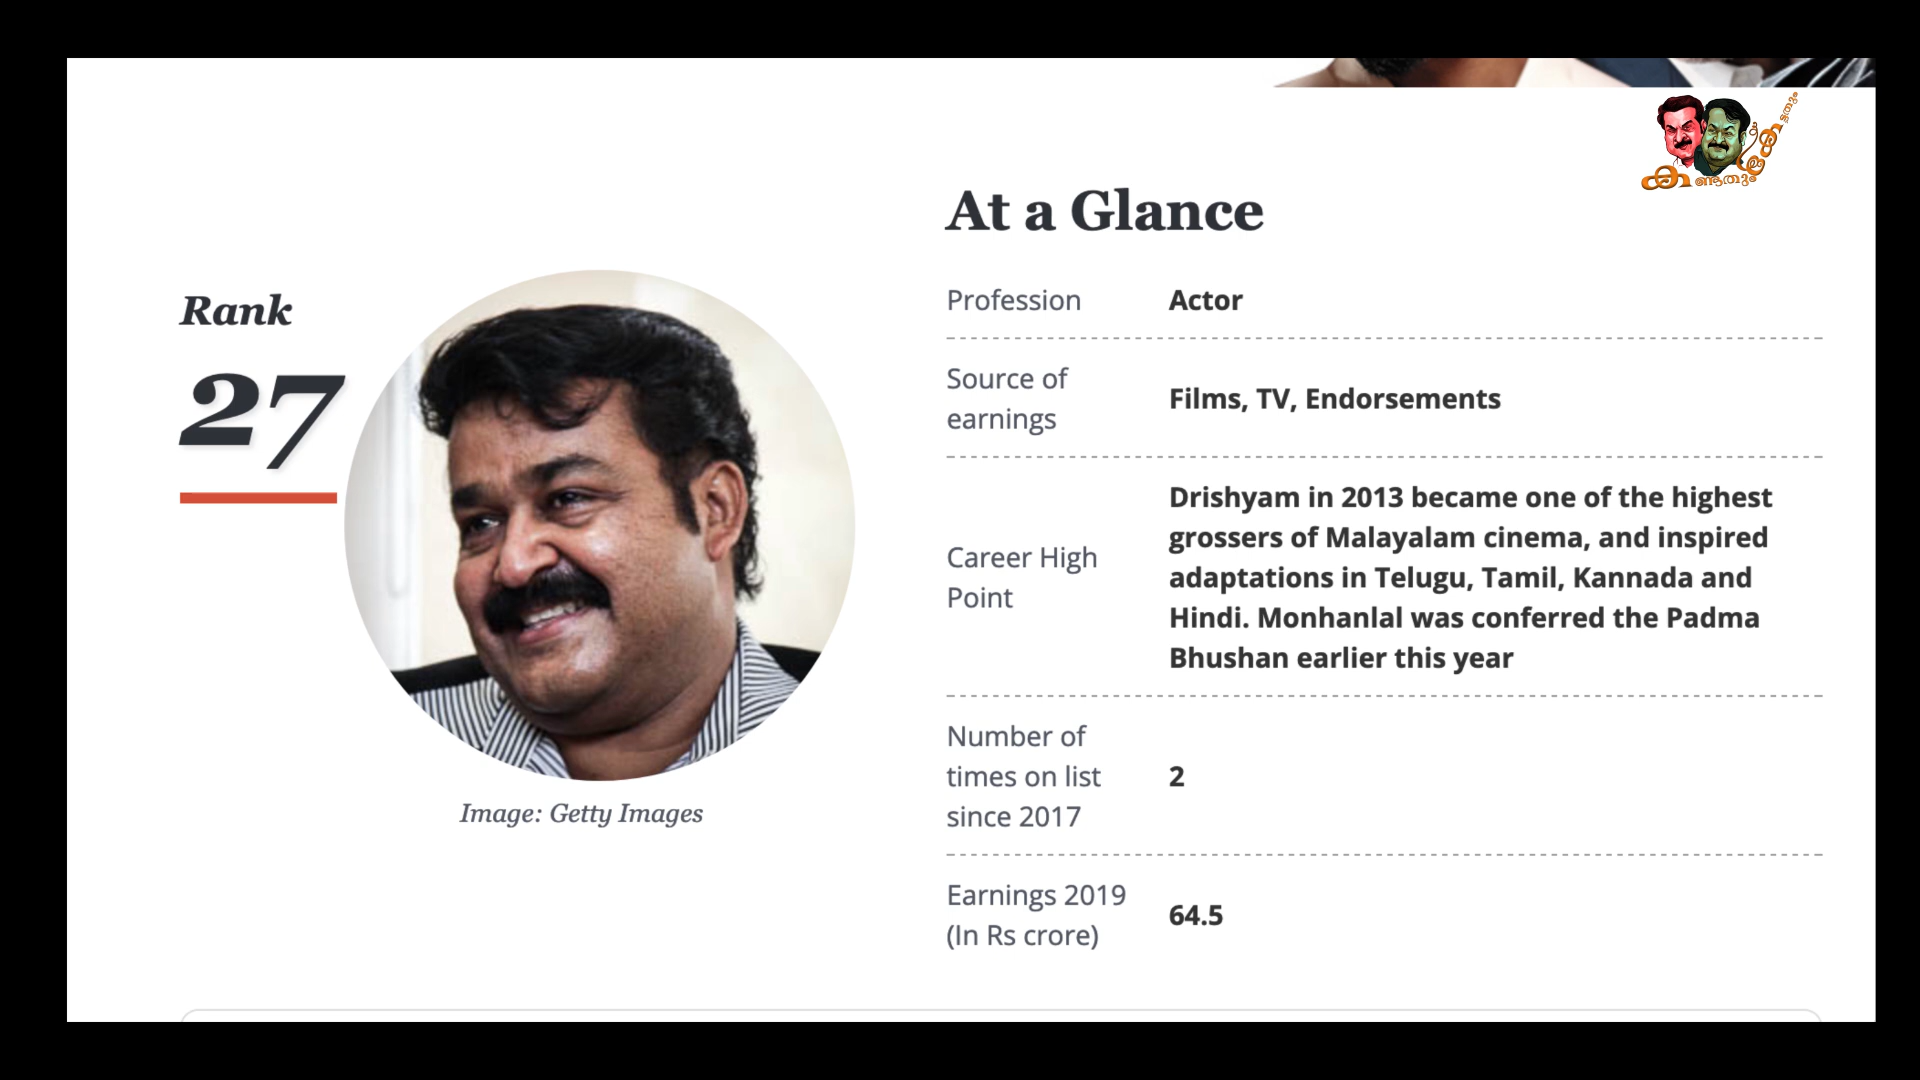 കണ്ടതും
കേട്ടതും
At a Glance
Rank
27
Image: Getty Images
Profession
Actor
Source of
earnings
Films, TV, Endorsements
Career High
Point
Drishyam in 2013 became one of the highest
grossers of Malayalam cinema, and inspired
adaptations in Telugu, Tamil, Kannada and
Hindi. Monhanlal was conferred the Padma
Bhushan earlier this year
Number of
times on list
since 2017
2
Earnings 2019
(In Rs crore)
64.5